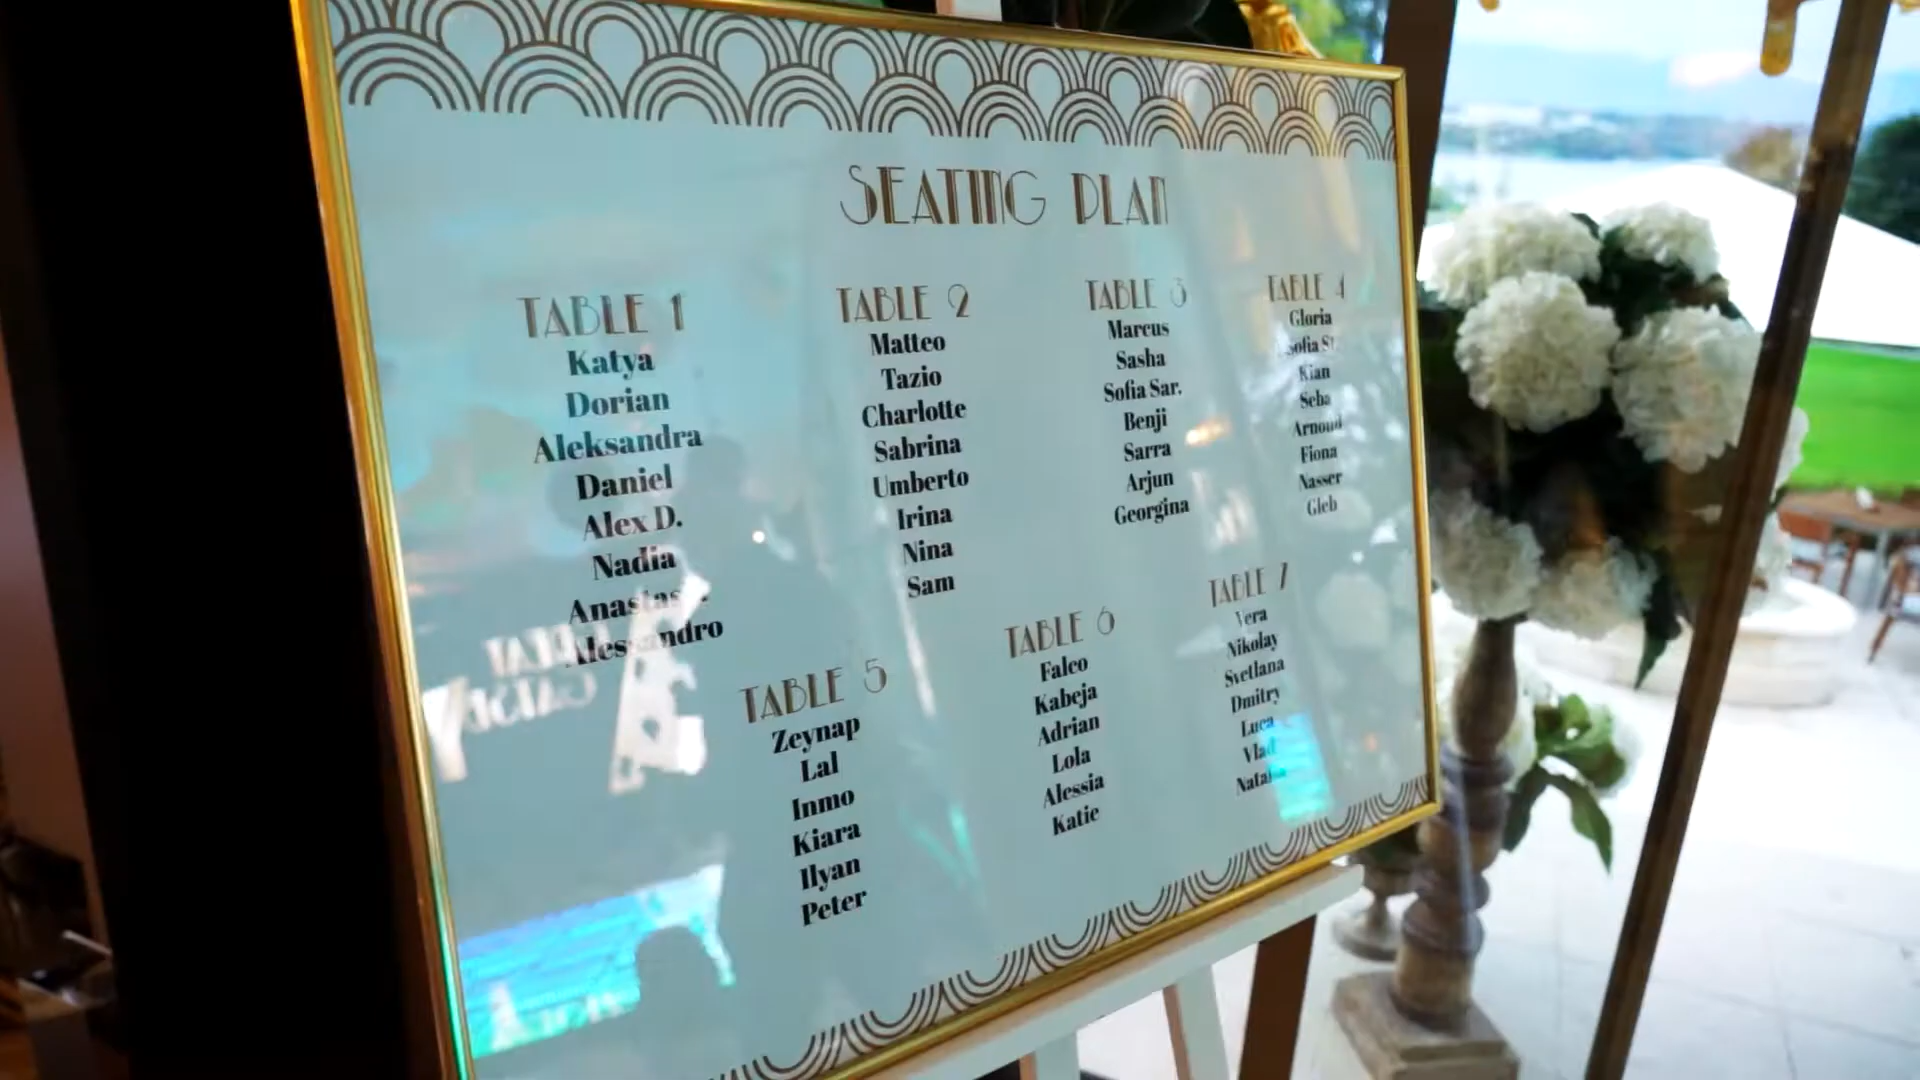 SEATING PLAN
TABLE 1
Katya
Dorian
Aleksandra
Daniel
Alex D.
Nadia
Alessandro
TABLE 2
Matteo
Tazio
Charlotte
Sabrina
Umberto
Irina
Nina
Sam
TABLE 3
Marcus
Sasha
Sofia Sar.
Benji
Sarra
Arjun
Georgina
TABLE 4
Gloria
Sofia St.
Kian
Seba
Arnoud
Fiona
Nasser
Gleb
TABLE 5
Zeynap
Lal
Inmo
Kiara
Ilyan
Peter
TABLE 6
Falco
Kabeja
Adrian
Lola
Alessia
Katie
TABLE 7
Vera
Nikolay
Svetlana
Dmitry
Luca
Vlad